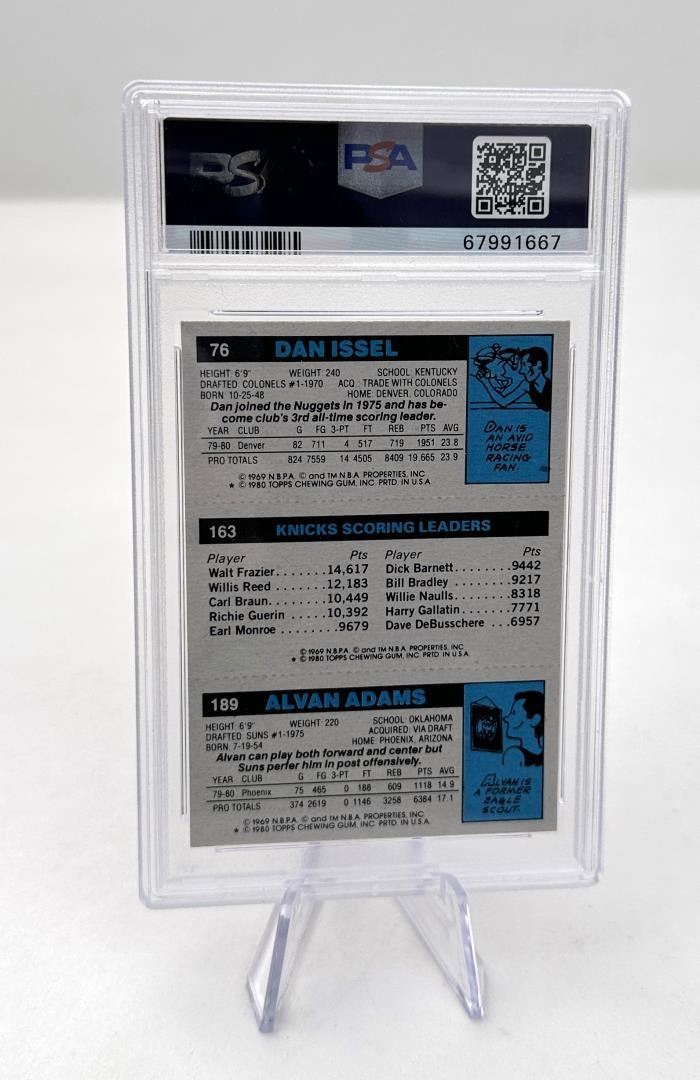 PSA
67991667
76 DAN ISSEL
HEIGHT 6'9" WEIGHT 240 SCHOOL: KENTUCKY
DRAFTED: COLONELS #1-1970 ACQ.: TRADE WITH COLONELS
BORN 10-25-48 HOME: DENVER, COLORADO
Dan joined the Nuggets in 1975 and has be-
come club's 3rd all-time scoring leader.
YEAR CLUB G FG 3-PT FT REB PTS AVG
79-80 Denver 82 711 4 517 719 1951 23.8
PRO TOTALS 824 7559 14 4505 8409 19,665 23.9
© 1969 N.B.P.A. © and TM N.B.A. PROPERTIES, INC.
★ © 1980 TOPPS CHEWING GUM, INC. PRTD. IN U.S.A.
DAN IS
AN AVID
HORSE
RACING
FAN.
163 KNICKS SCORING LEADERS
Player Pts Player Pts
Walt Frazier.......14,617 Dick Barnett.......9442
Willis Reed........12,183 Bill Bradley.......9217
Carl Braun.........10,449 Willie Naulls......8318
Richie Guerin......10,392 Harry Gallatin.....7771
Earl Monroe........9679 Dave DeBusschere...6957
© 1969 N.B.P.A. © and TM N.B.A. PROPERTIES, INC.
★ © 1980 TOPPS CHEWING GUM, INC. PRTD. IN U.S.A.
189 ALVAN ADAMS
HEIGHT 6'9" WEIGHT 220 SCHOOL: OKLAHOMA
DRAFTED: SUNS #1-1975 ACQUIRED: VIA DRAFT
BORN 7-19-54 HOME: PHOENIX, ARIZONA
Alvan can play both forward and center but
Suns perfer him in post offensively.
YEAR CLUB G FG 3-PT FT REB PTS AVG
79-80 Phoenix 75 465 0 188 609 1118 14.9
PRO TOTALS 374 2619 0 1146 3258 6384 17.1
© 1969 N.B.P.A. © and TM N.B.A. PROPERTIES, INC.
★ © 1980 TOPPS CHEWING GUM, INC. PRTD. IN U.S.A.
ALVAN IS
A FORMER
EAGLE
SCOUT.